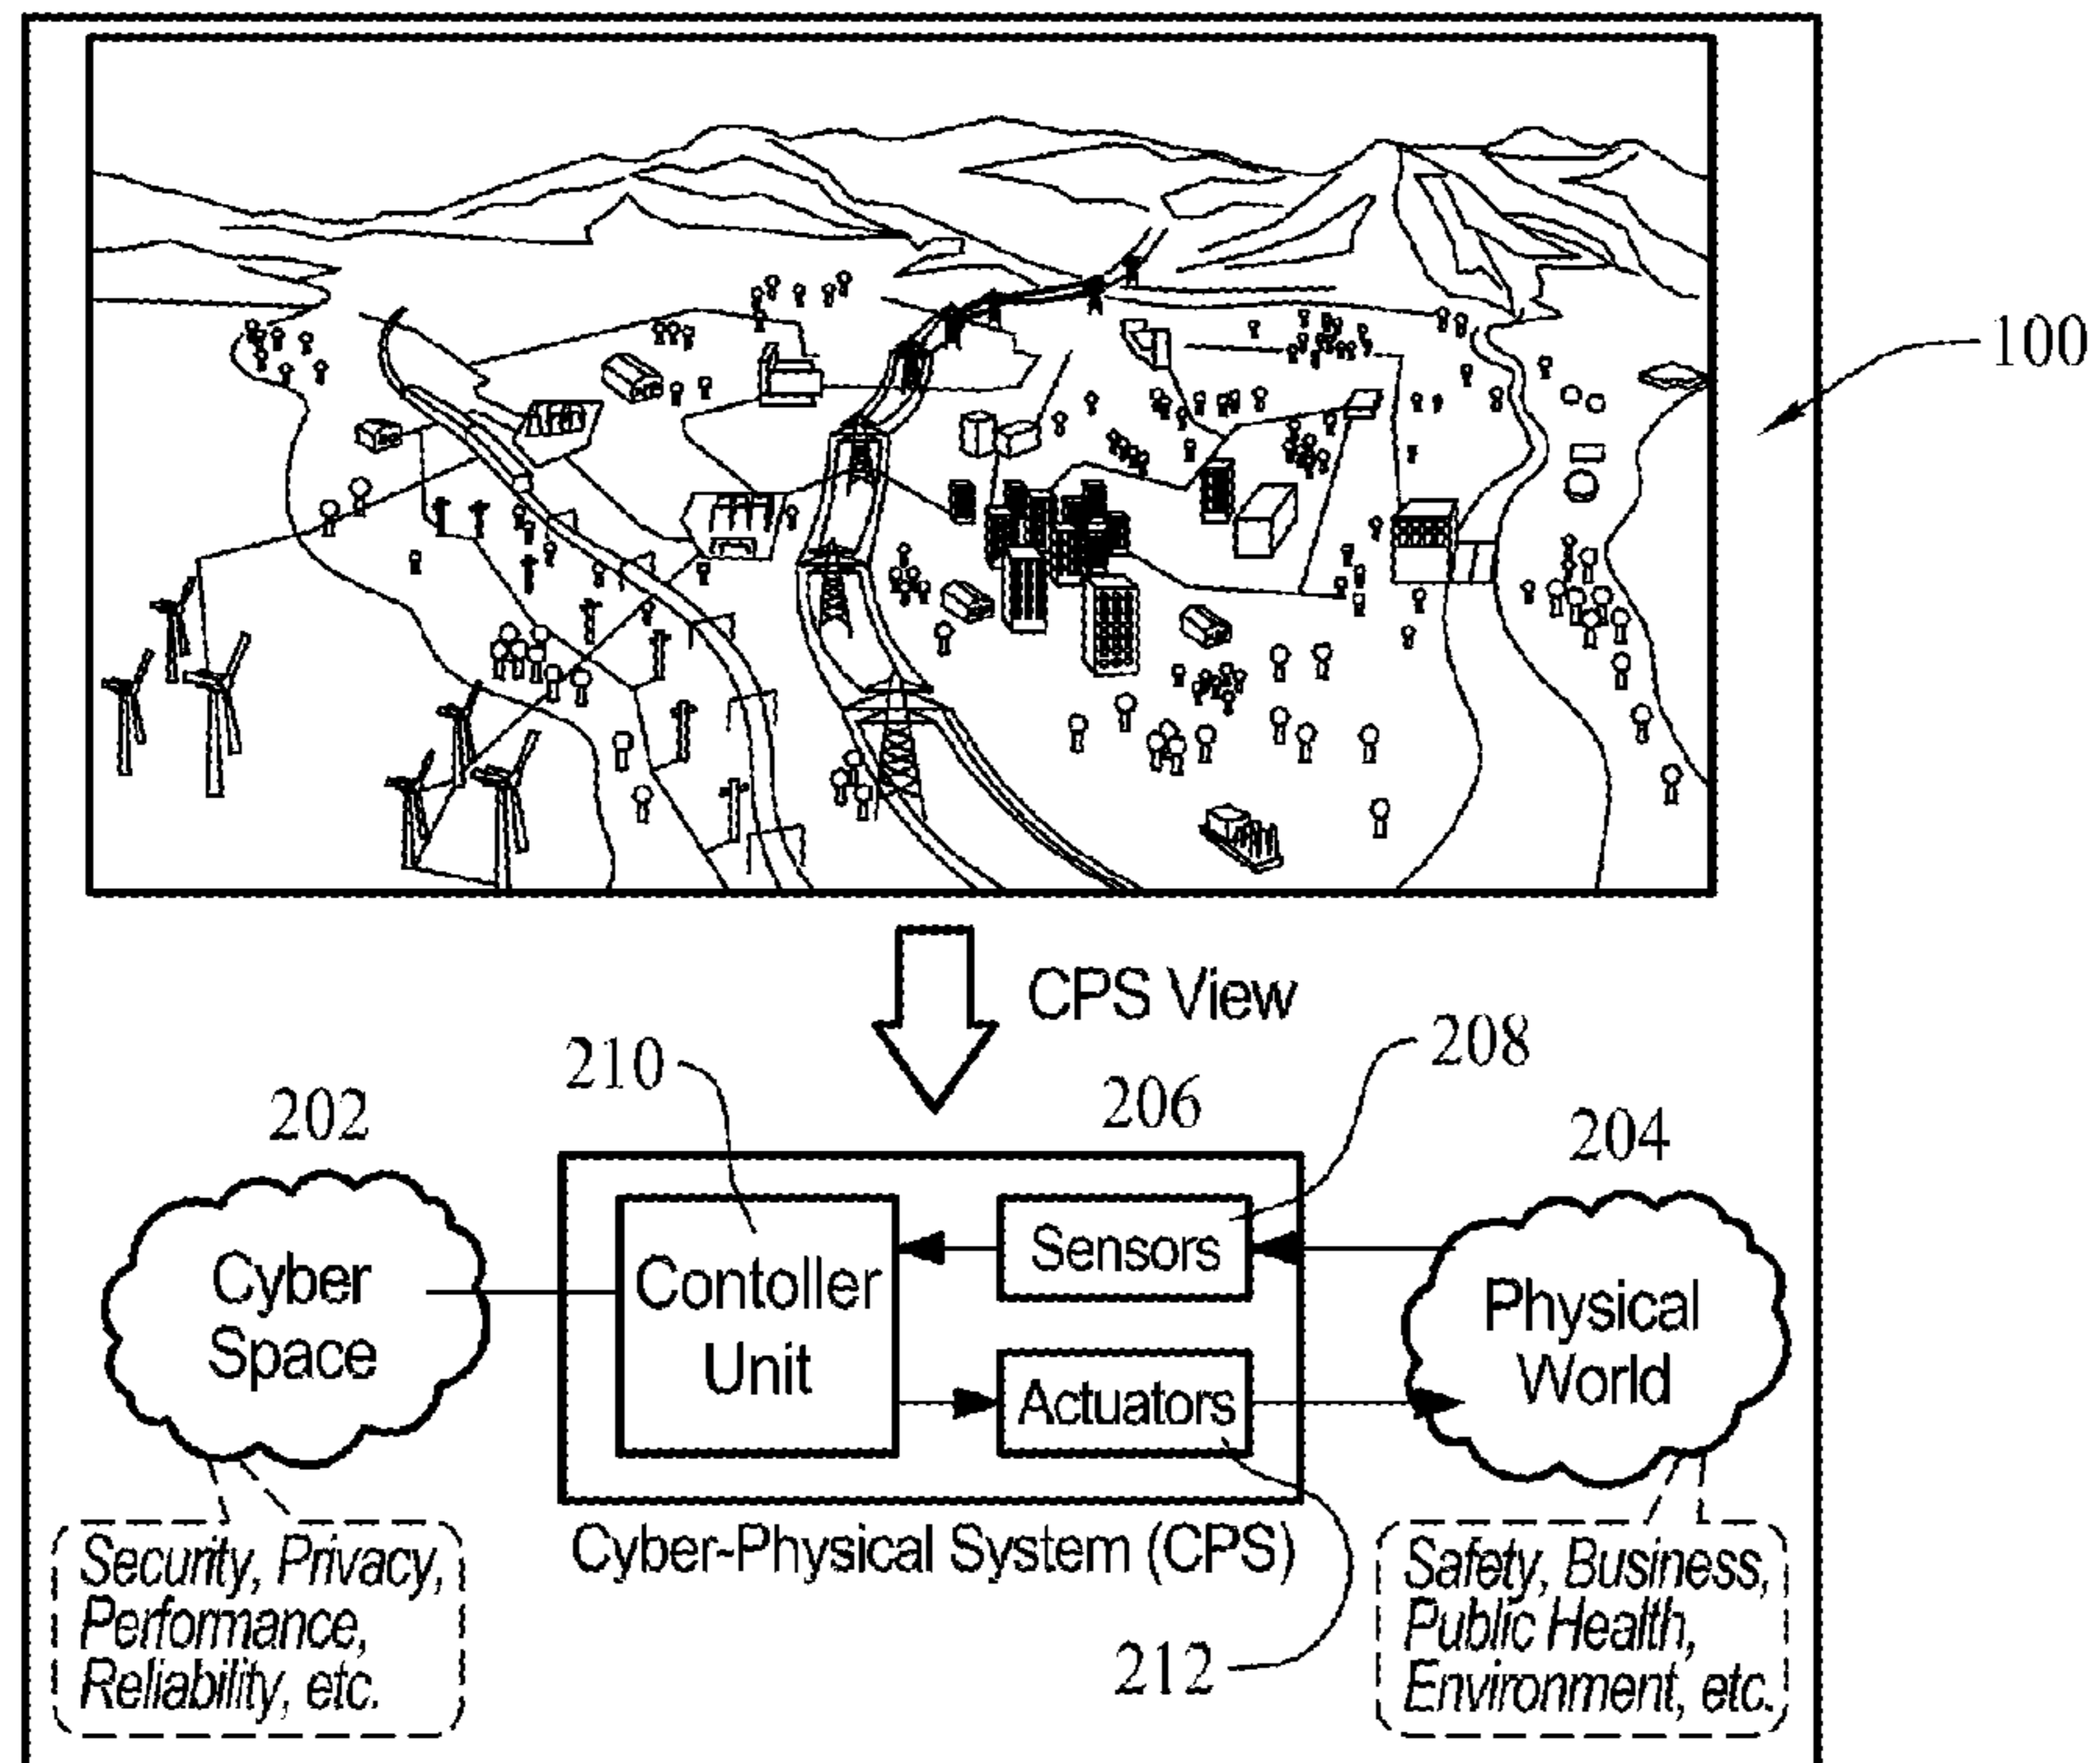 100
CPS View
210
208
206
202
204
Cyber
Space
Contoller
Unit
Sensors
Actuators
Physical
World
Cyber-Physical System (CPS)
Security, Privacy,
Performance,
Reliability, etc.
212
Safety, Business,
Public Health,
Environment, etc.